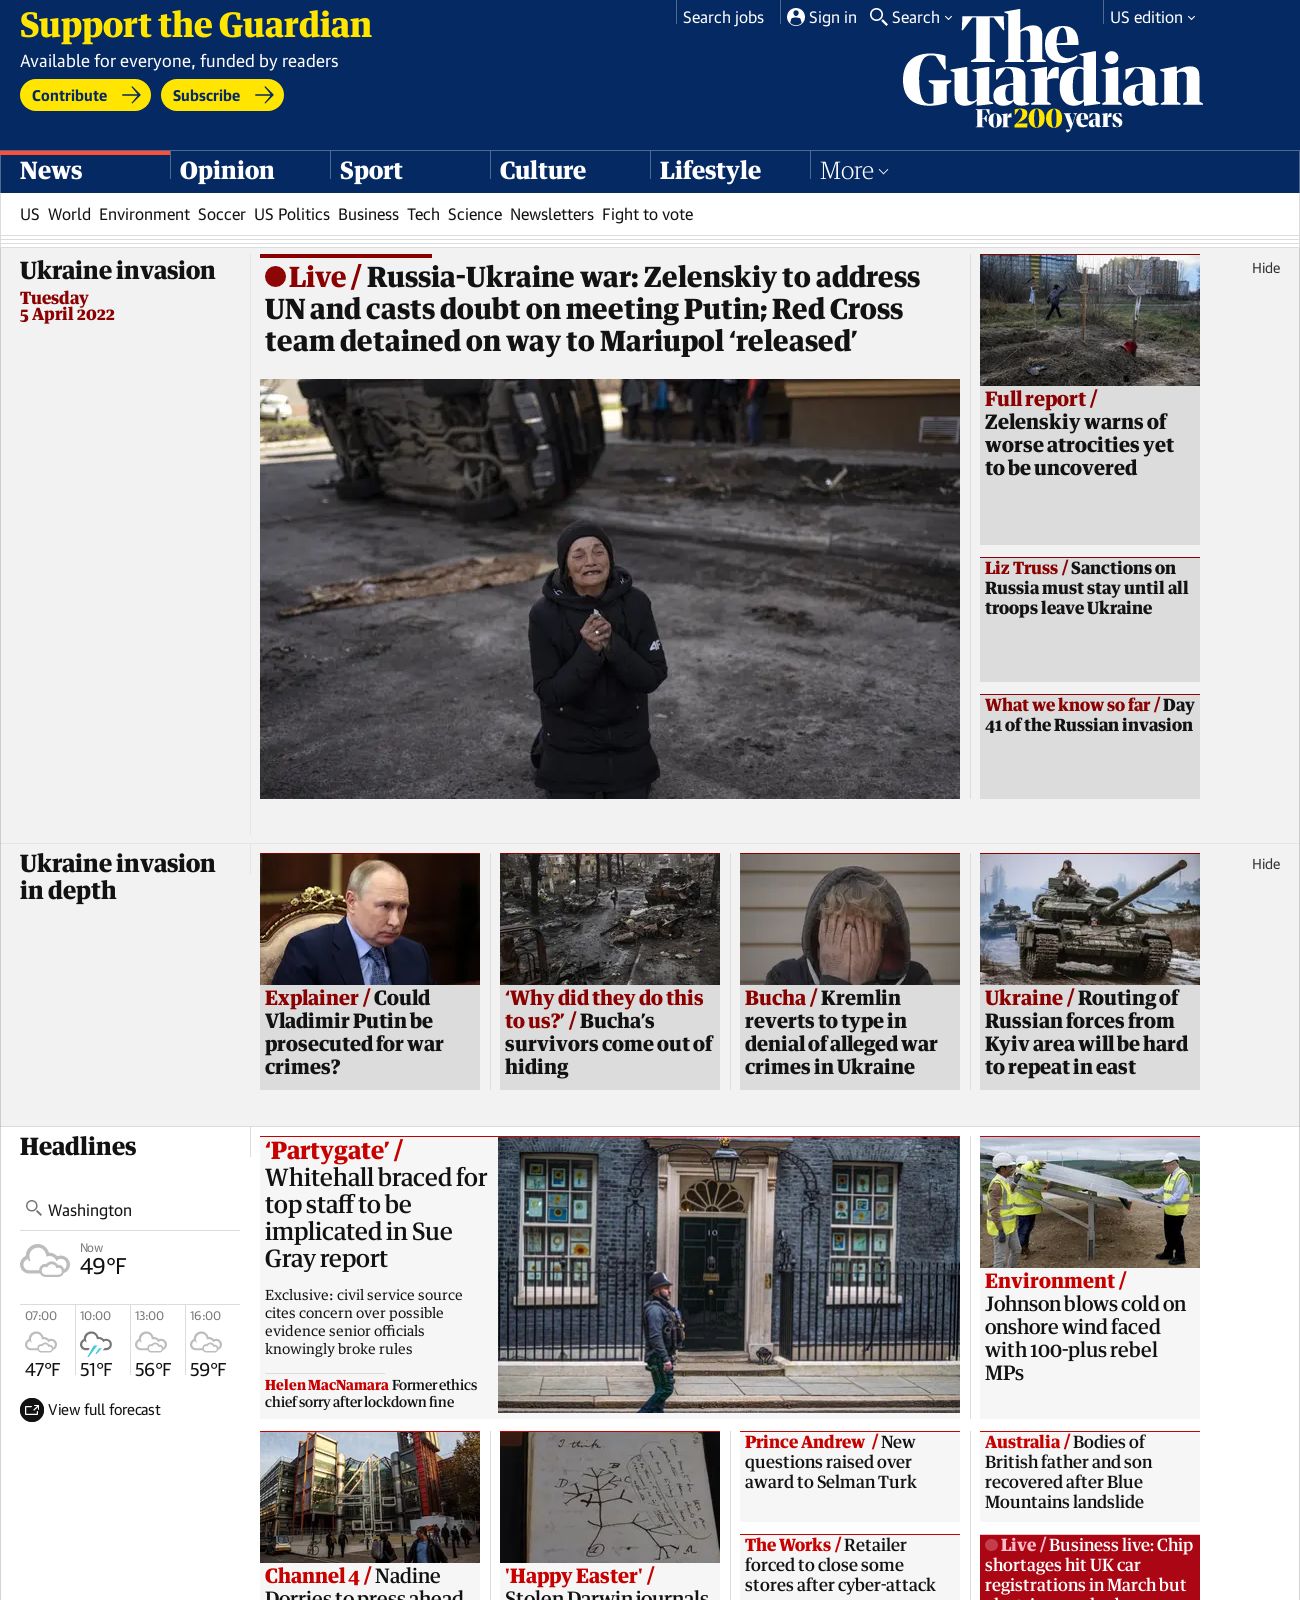 Support the Guardian
Available for everyone, funded by readers
Contribute
Subscribe
Search jobs
Sign in
Search
US edition
The
Guardian
For 200 years
News
Opinion
Sport
Culture
Lifestyle
More
US World Environment Soccer US Politics Business Tech Science Newsletters Fight to vote
Ukraine invasion
Tuesday
5 April 2022
Live / Russia-Ukraine war: Zelenskiy to address
UN and casts doubt on meeting Putin; Red Cross
team detained on way to Mariupol ‘released’
Hide
Full report /
Zelenskiy warns of
worse atrocities yet
to be uncovered
Liz Truss / Sanctions on
Russia must stay until all
troops leave Ukraine
What we know so far / Day
41 of the Russian invasion
Ukraine invasion
in depth
Hide
Explainer / Could
Vladimir Putin be
prosecuted for war
crimes?
‘Why did they do this
to us?’ / Bucha’s
survivors come out of
hiding
Bucha / Kremlin
reverts to type in
denial of alleged war
crimes in Ukraine
Ukraine / Routing of
Russian forces from
Kyiv area will be hard
to repeat in east
Headlines
Washington
Now
49°F
07:00 10:00 13:00 16:00
47°F 51°F 56°F 59°F
View full forecast
‘Partygate’ /
Whitehall braced for
top staff to be
implicated in Sue
Gray report
Exclusive: civil service source
cites concern over possible
evidence senior officials
knowingly broke rules
Helen MacNamara Former ethics
chief sorry after lockdown fine
10
Environment /
Johnson blows cold on
onshore wind faced
with 100-plus rebel
MPs
Channel 4 / Nadine
Dorries to press ahead
I think
'Happy Easter' /
Stolen Darwin journals
Prince Andrew / New
questions raised over
award to Selman Turk
The Works / Retailer
forced to close some
stores after cyber-attack
Australia / Bodies of
British father and son
recovered after Blue
Mountains landslide
Live / Business live: Chip
shortages hit UK car
registrations in March but